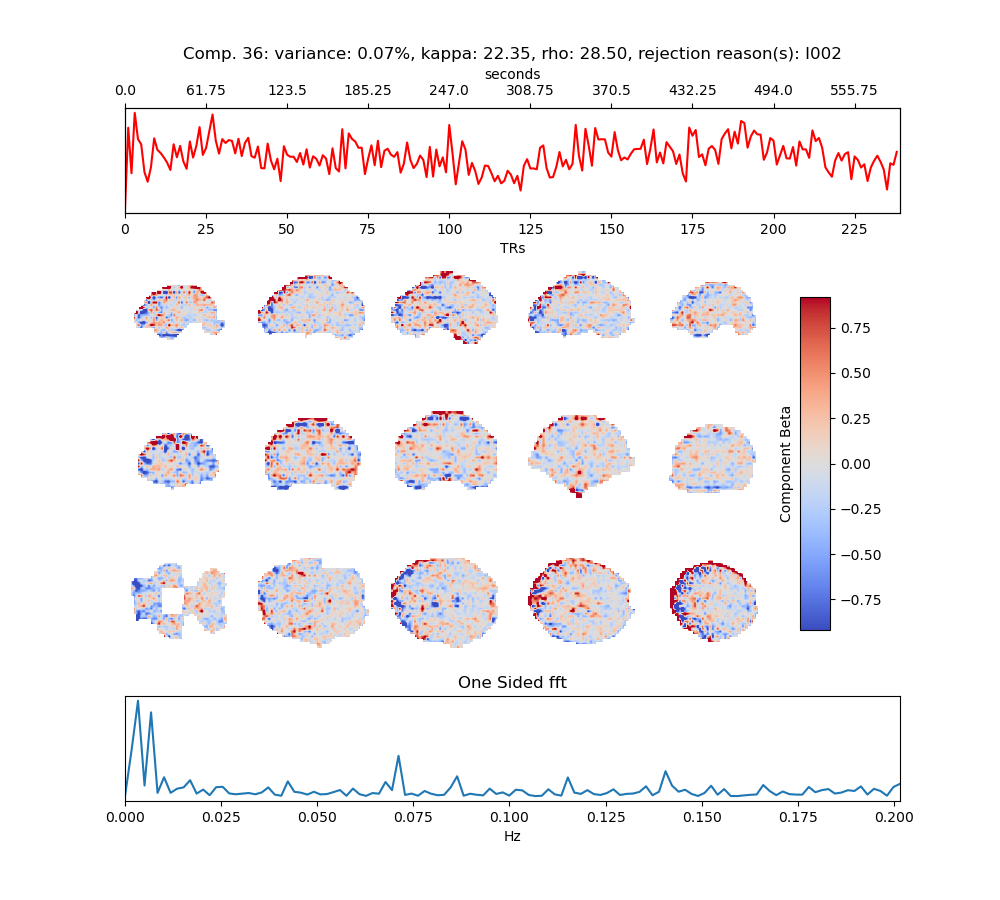 Comp. 36: variance: 0.07%, kappa: 22.35, rho: 28.50, rejection reason(s): I002
seconds
0.0 61.75 123.5 185.25 247.0 308.75 370.5 432.25 494.0 555.75
0 25 50 75 100 125 150 175 200 225
TRs
0.75
0.50
0.25
0.00
−0.25
−0.50
−0.75
Component Beta
One Sided fft
0.000 0.025 0.050 0.075 0.100 0.125 0.150 0.175 0.200
Hz